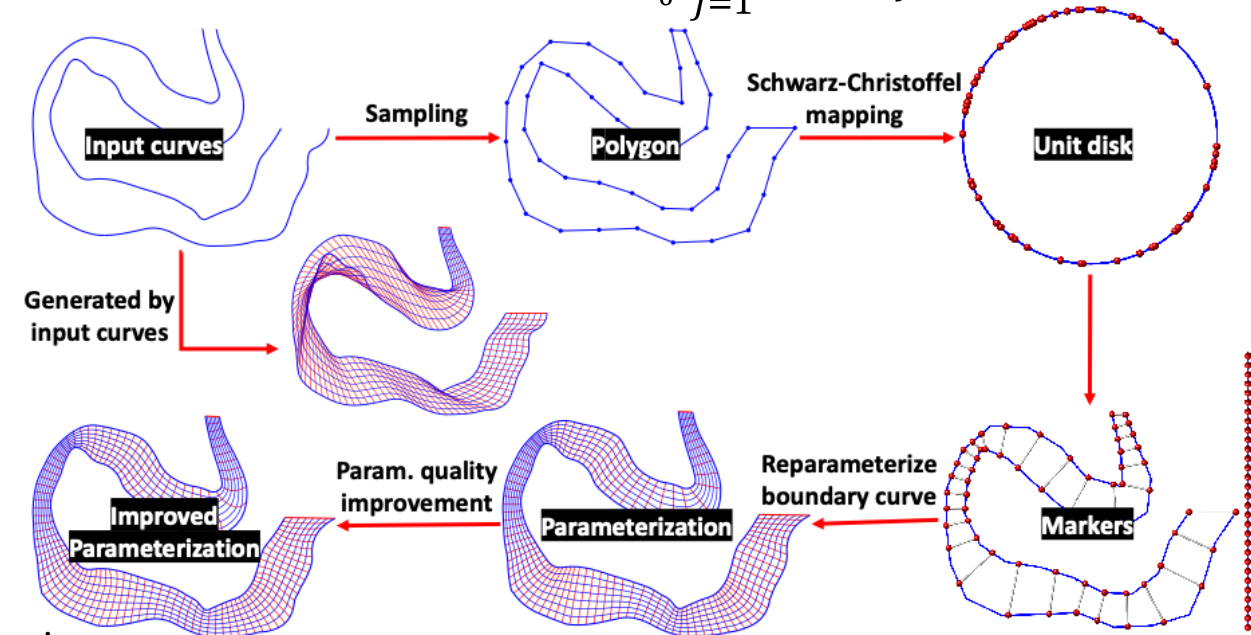 j=1
Schwarz-Christoffel
mapping
Sampling
Input curves
Polygon
Unit disk
Generated by
input curves
Param. quality
improvement
Reparameterize
boundary curve
Improved
Parameterization
Parameterization
Markers